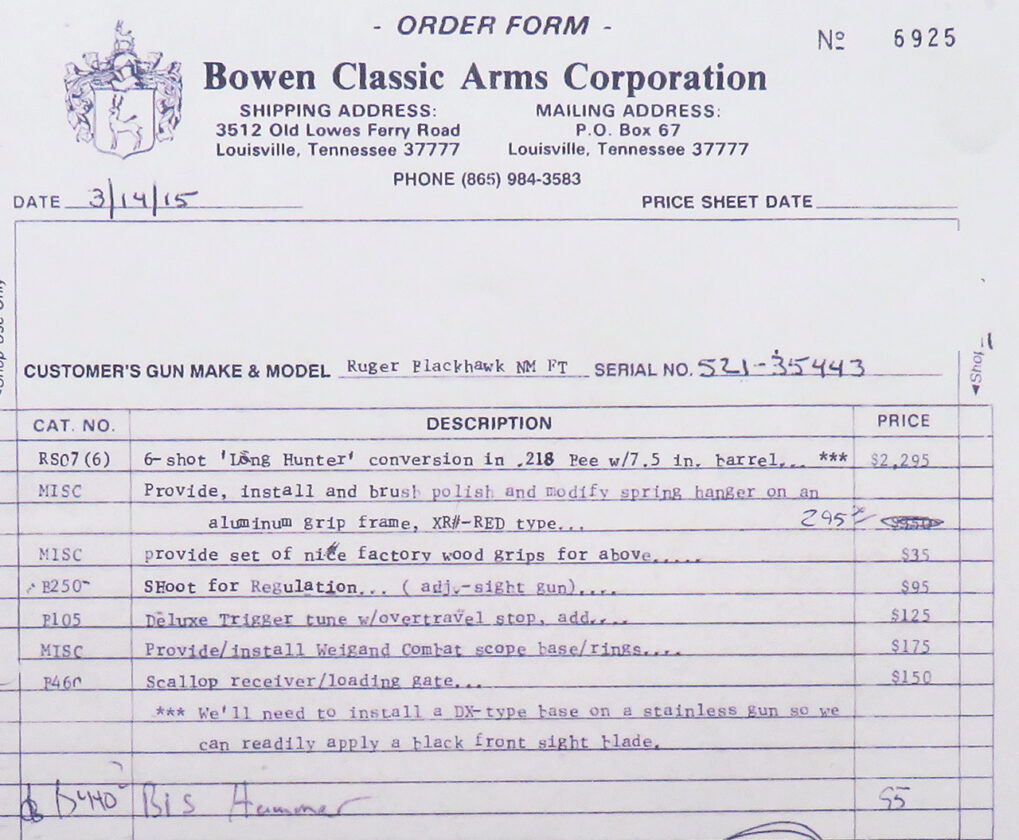 - ORDER FORM -
Nº 6925
Bowen Classic Arms Corporation
SHIPPING ADDRESS: MAILING ADDRESS:
3512 Old Lowes Ferry Road P.O. Box 67
Louisville, Tennessee 37777 Louisville, Tennessee 37777
PHONE (865) 984-3583
DATE 3/14/15 PRICE SHEET DATE
CUSTOMER'S GUN MAKE & MODEL Ruger Blackhawk NM FT SERIAL NO. 521-35443
CAT. NO. DESCRIPTION PRICE
RS07(6) 6-shot 'Long Hunter' conversion in .218 Bee w/7.5 in. barrel... *** $2,295
MISC Provide, install and brush polish and modify spring hanger on an
aluminum grip frame, XR#-RED type... 295
MISC provide set of nice factory wood grips for above..... $35
B250 SHoot for Regulation... ( adj.-sight gun).... $95
P105 Deluxe Trigger tune w/overtravel stop, add.... $125
MISC Provide/install Weigand Combat scope base/rings.... $175
B460 Scallop receiver/loading gate... $150
*** We'll need to install a DX-type base on a stainless gun so we
can readily apply a black front sight blade.
Bis Hammer 95